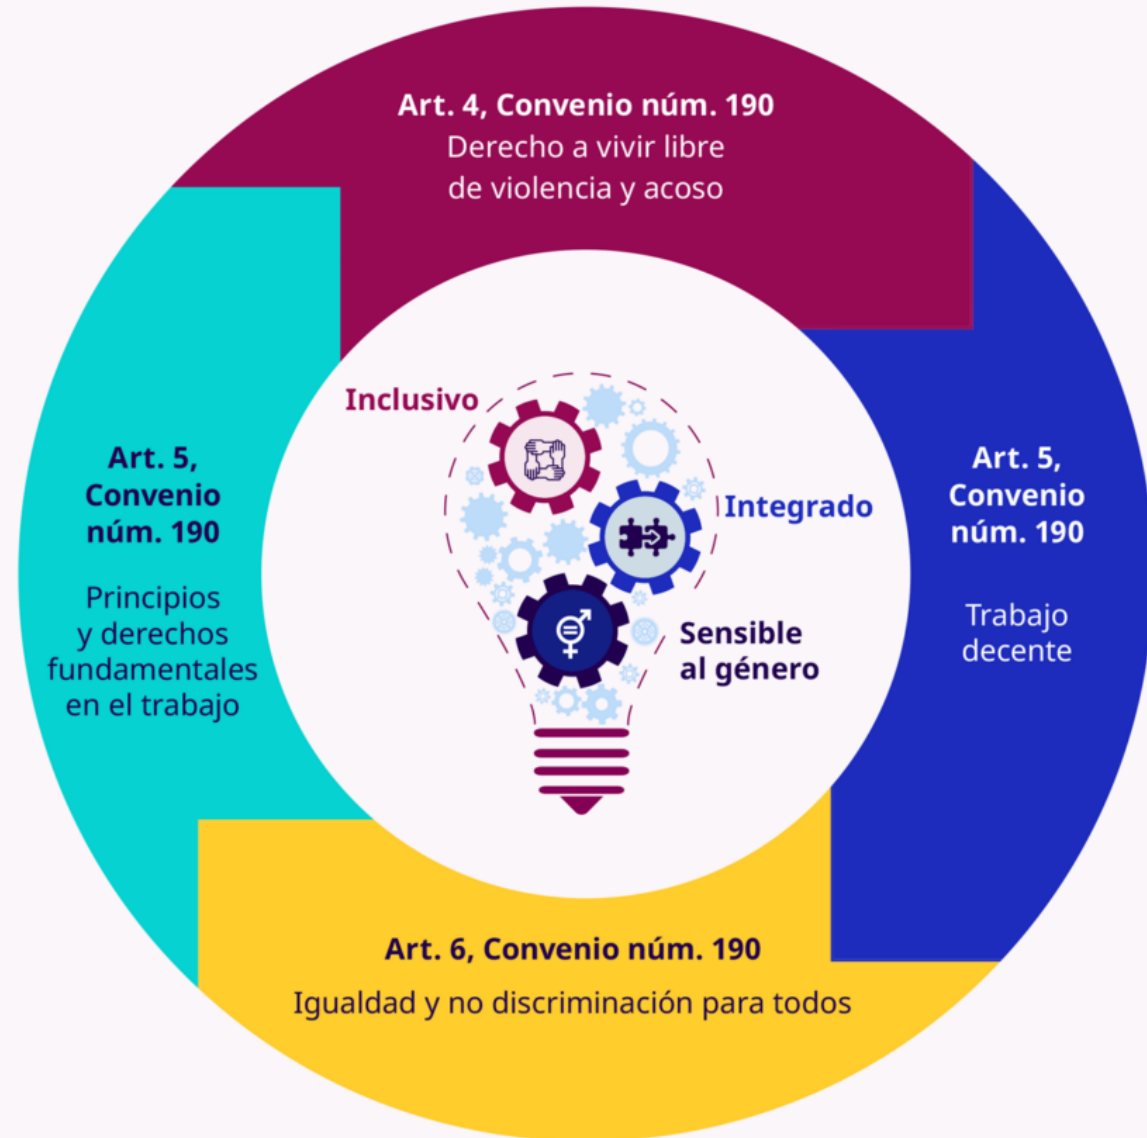 Art. 4, Convenio núm. 190
Derecho a vivir libre
de violencia y acoso
Inclusivo
Integrado
Sensible
al género
Art. 5,
Convenio
núm. 190
Principios
y derechos
fundamentales
en el trabajo
Art. 5,
Convenio
núm. 190
Trabajo
decente
Art. 6, Convenio núm. 190
Igualdad y no discriminación para todos